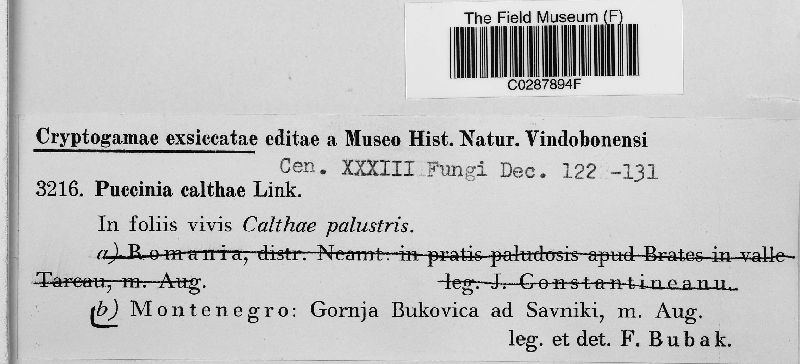 The Field Museum (F)
C0287894F
Cryptogamae exsiccatae editae a Museo Hist. Natur. Vindobonensi
Cen. XXXIII Fungi Dec. 122 -131
3216. Puccinia calthae Link.
In foliis vivis Calthae palustris.
a) Romania, distr. Neamt: in pratis paludosis apud Brates in valle
Tarcau, m. Aug. leg. J. Constantineanu.
b) Montenegro: Gornja Bukovica ad Savniki, m. Aug.
leg. et det. F. Bubak.